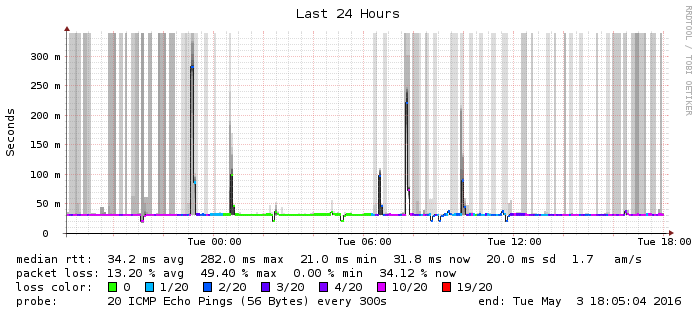 Last 24 Hours
RRDTOOL / TOBI OETIKER
Seconds
300 m
250 m
200 m
150 m
100 m
50 m
0
Tue 00:00 Tue 06:00 Tue 12:00 Tue 18:00
median rtt: 34.2 ms avg 282.0 ms max 21.0 ms min 31.8 ms now 20.0 ms sd 1.7 am/s
packet loss: 13.20 % avg 49.40 % max 0.00 % min 34.12 % now
loss color: 0 1/20 2/20 3/20 4/20 10/20 19/20
probe: 20 ICMP Echo Pings (56 Bytes) every 300s end: Tue May 3 18:05:04 2016